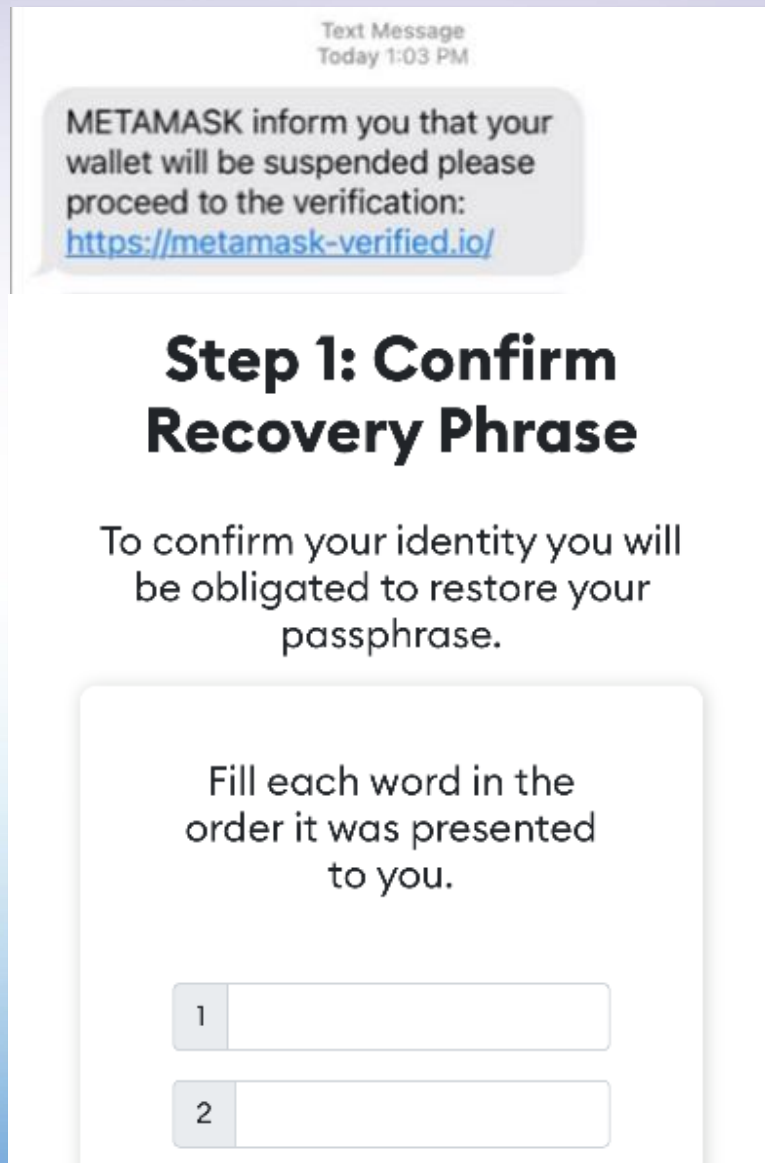 Text Message
Today 1:03 PM
METAMASK inform you that your
wallet will be suspended please
proceed to the verification:
https://metamask-verified.io/
Step 1: Confirm
Recovery Phrase
To confirm your identity you will
be obligated to restore your
passphrase.
Fill each word in the
order it was presented
to you.
1
2